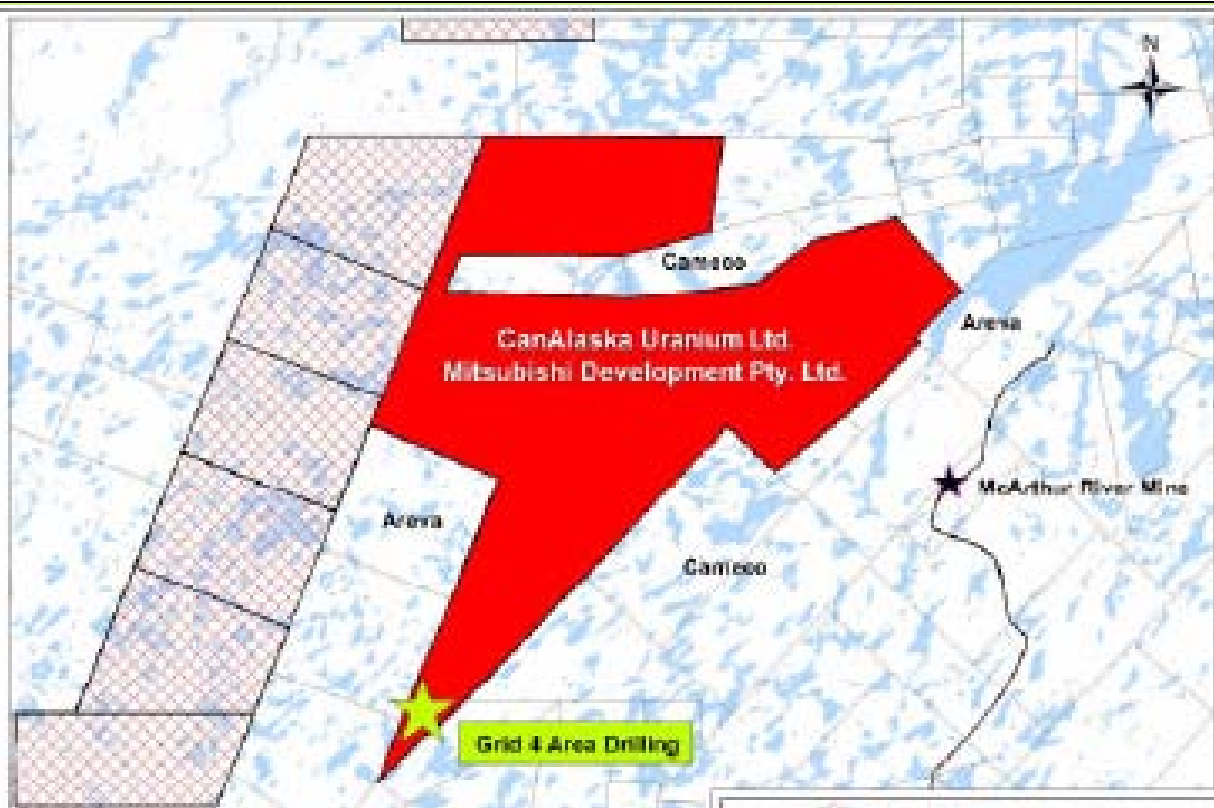 N
Cameco
Areva
CanAlaska Uranium Ltd.
Mitsubishi Development Pty. Ltd.
McArthur River Mine
Areva
Cameco
Grid 4 Area Drilling